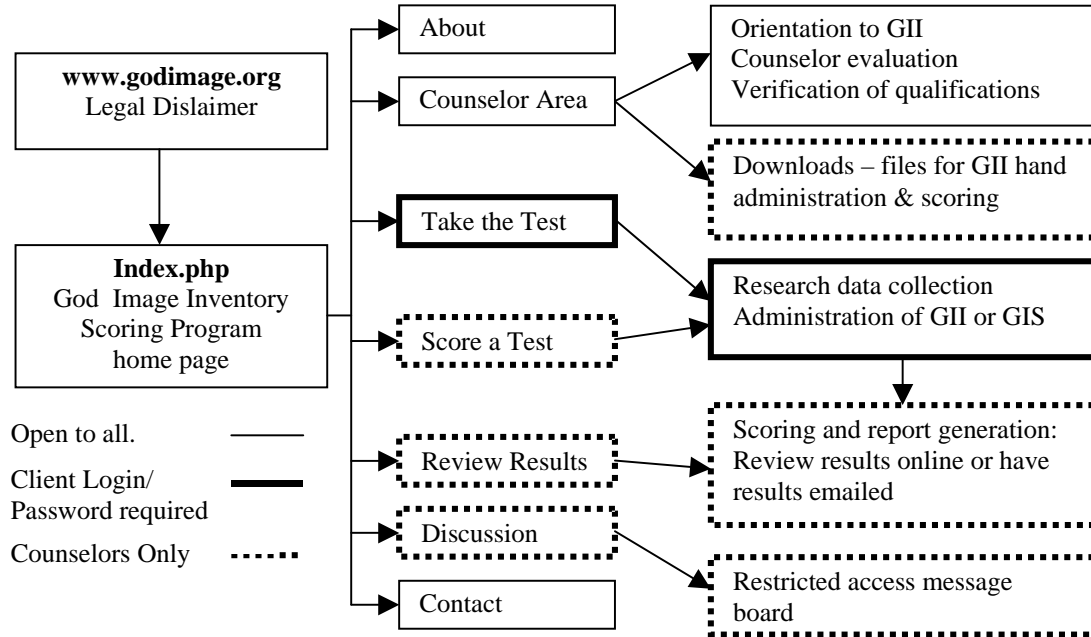 www.godimage.org
Legal Dislaimer
Index.php
God Image Inventory
Scoring Program
home page
Open to all.
Client Login/
Password required
Counselors Only
About
Counselor Area
Take the Test
Score a Test
Review Results
Discussion
Contact
Orientation to GII
Counselor evaluation
Verification of qualifications
Downloads – files for GII hand
administration & scoring
Research data collection
Administration of GII or GIS
Scoring and report generation:
Review results online or have
results emailed
Restricted access message
board